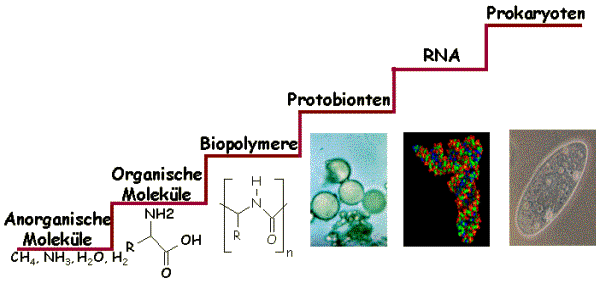 Prokaryoten
RNA
Protobionten
Biopolymere
Organische
Moleküle
Anorganische
Moleküle
CH₄, NH₃, H₂O, H₂
NH2
R
OH
O
H
N
R
O
n